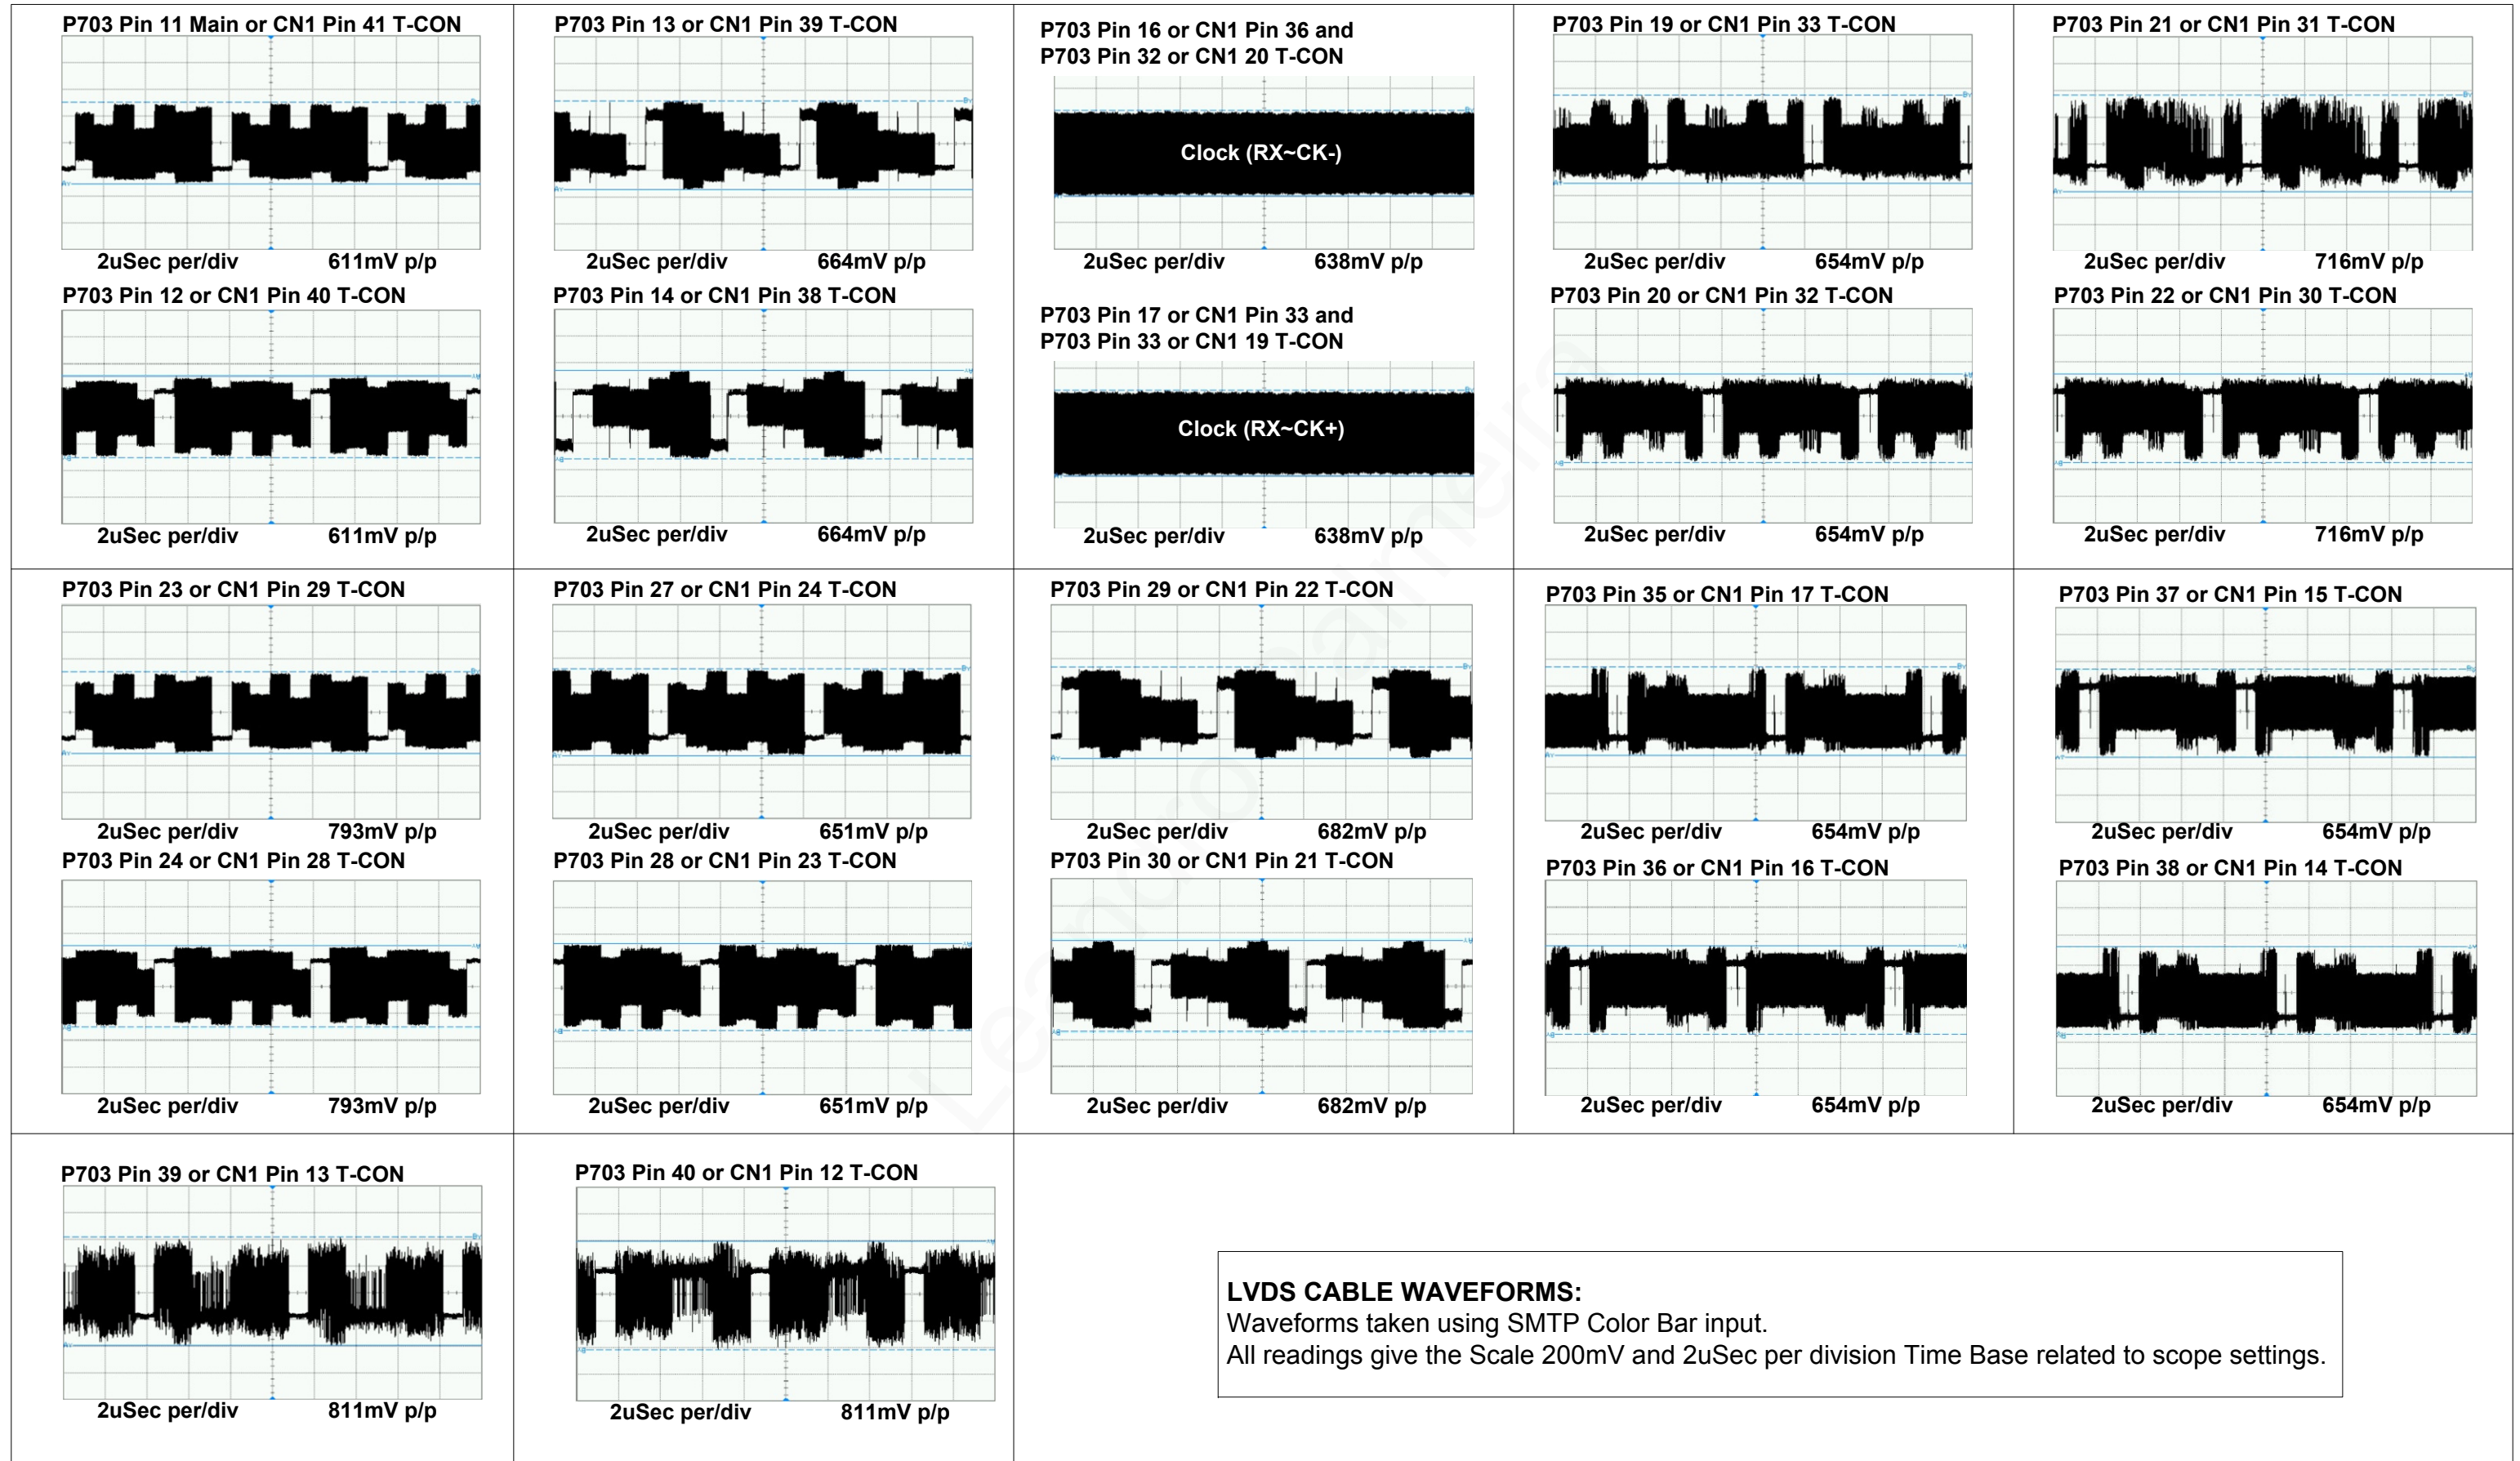 P703 Pin 11 Main or CN1 Pin 41 T-CON
2uSec per/div 611mV p/p
P703 Pin 12 or CN1 Pin 40 T-CON
2uSec per/div 611mV p/p
P703 Pin 13 or CN1 Pin 39 T-CON
2uSec per/div 664mV p/p
P703 Pin 14 or CN1 Pin 38 T-CON
2uSec per/div 664mV p/p
P703 Pin 16 or CN1 Pin 36 and
P703 Pin 32 or CN1 20 T-CON
Clock (RX~CK-)
2uSec per/div 638mV p/p
P703 Pin 17 or CN1 Pin 33 and
P703 Pin 33 or CN1 19 T-CON
Clock (RX~CK+)
2uSec per/div 638mV p/p
P703 Pin 19 or CN1 Pin 33 T-CON
2uSec per/div 654mV p/p
P703 Pin 20 or CN1 Pin 32 T-CON
2uSec per/div 654mV p/p
P703 Pin 21 or CN1 Pin 31 T-CON
2uSec per/div 716mV p/p
P703 Pin 22 or CN1 Pin 30 T-CON
2uSec per/div 716mV p/p
P703 Pin 23 or CN1 Pin 29 T-CON
2uSec per/div 793mV p/p
P703 Pin 24 or CN1 Pin 28 T-CON
2uSec per/div 793mV p/p
P703 Pin 27 or CN1 Pin 24 T-CON
2uSec per/div 651mV p/p
P703 Pin 28 or CN1 Pin 23 T-CON
2uSec per/div 651mV p/p
P703 Pin 29 or CN1 Pin 22 T-CON
2uSec per/div 682mV p/p
P703 Pin 30 or CN1 Pin 21 T-CON
2uSec per/div 682mV p/p
P703 Pin 35 or CN1 Pin 17 T-CON
2uSec per/div 654mV p/p
P703 Pin 36 or CN1 Pin 16 T-CON
2uSec per/div 654mV p/p
P703 Pin 37 or CN1 Pin 15 T-CON
2uSec per/div 654mV p/p
P703 Pin 38 or CN1 Pin 14 T-CON
2uSec per/div 654mV p/p
P703 Pin 39 or CN1 Pin 13 T-CON
2uSec per/div 811mV p/p
P703 Pin 40 or CN1 Pin 12 T-CON
2uSec per/div 811mV p/p
LVDS CABLE WAVEFORMS:
Waveforms taken using SMTP Color Bar input.
All readings give the Scale 200mV and 2uSec per division Time Base related to scope settings.